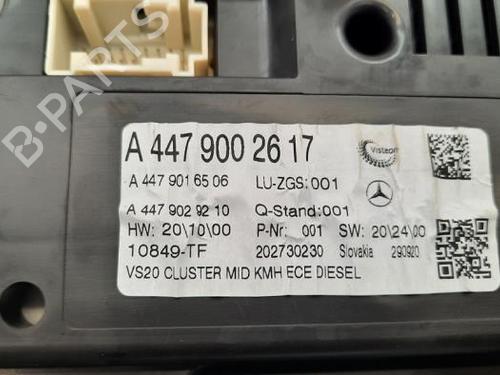 A 447 900 26 17
Visteon
A 447 901 65 06 LU-ZGS:001
A 447 902 92 10 Q-Stand:001
HW: 20\10\00 P-Nr: 001 SW: 20\24\00
10849-TF 202730230 Slovakia 290920
VS20 CLUSTER MID KMH ECE DIESEL
B-PARTS